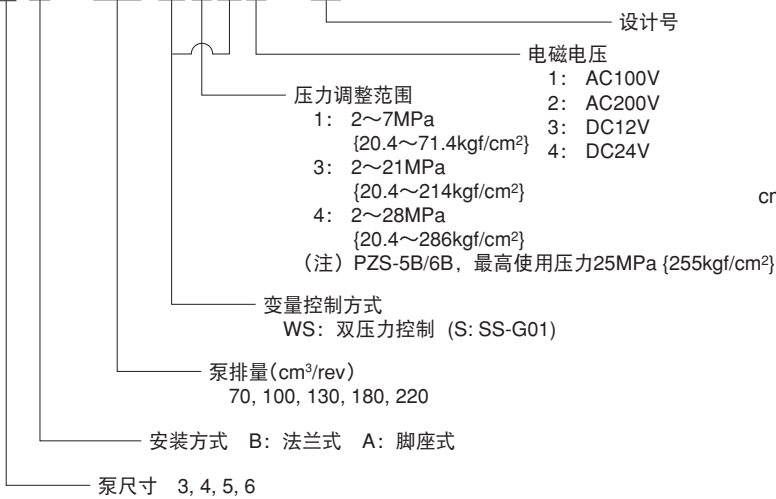 设计号
电磁电压
1： AC100V
2： AC200V
3： DC12V
4： DC24V
压力调整范围
1： 2～7MPa
{20.4～71.4kgf/cm²}
3： 2～21MPa
{20.4～214kgf/cm²}
4： 2～28MPa
{20.4～286kgf/cm²}
（注）PZS-5B/6B，最高使用压力25MPa {255kgf/cm²}
变量控制方式
WS：双压力控制 (S: SS-G01)
泵排量（cm³/rev）
70, 100, 130, 180, 220
安装方式 B：法兰式 A：脚座式
泵尺寸 3, 4, 5, 6